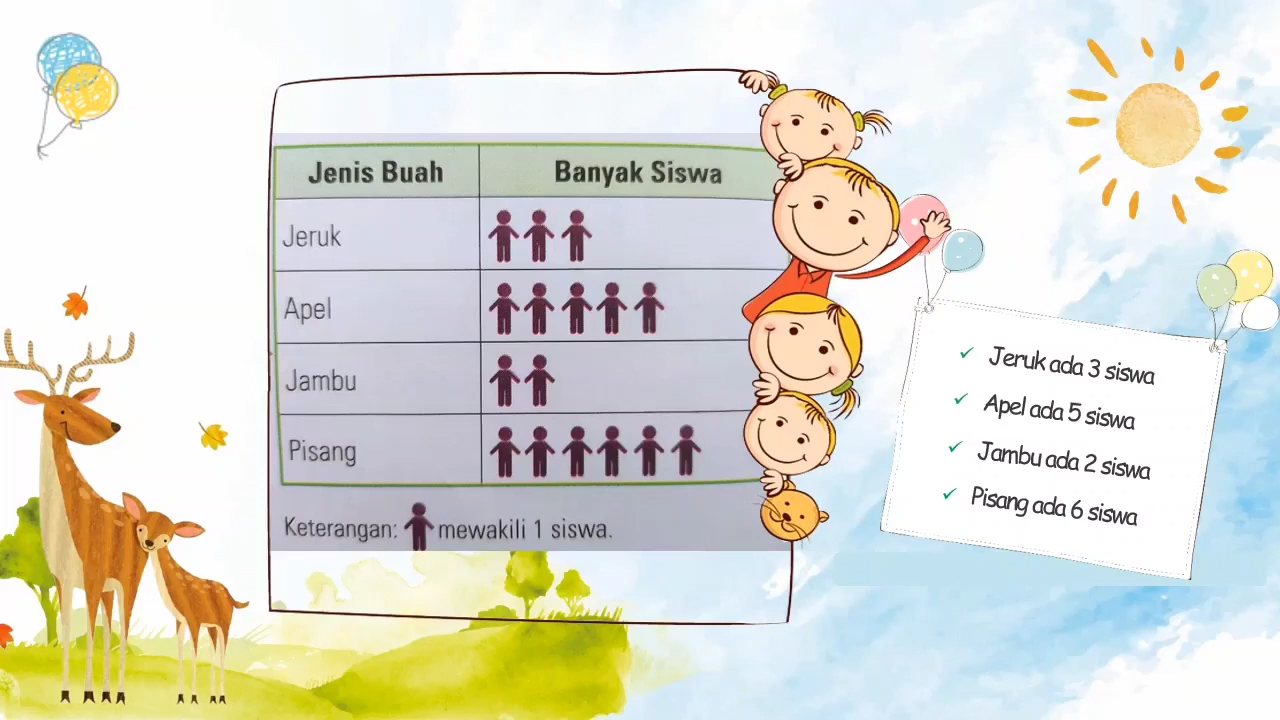 Jenis Buah Banyak Siswa
Jeruk
Apel
Jambu
Pisang
Keterangan: mewakili 1 siswa.
Jeruk ada 3 siswa
Apel ada 5 siswa
Jambu ada 2 siswa
Pisang ada 6 siswa